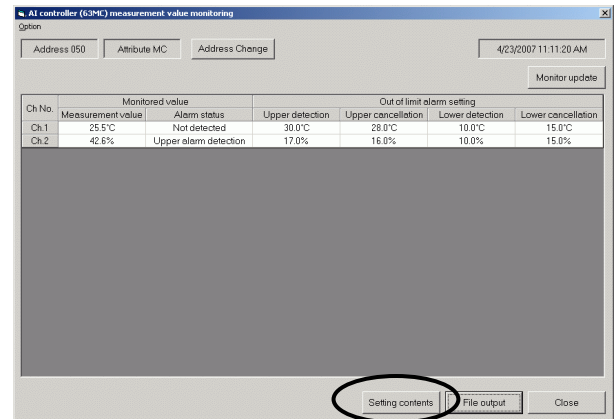 AI controller (63MC) measurement value monitoring
Option
Address 050 Attribute MC Address Change 4/23/2007 11:11:20 AM
Monitor update
Ch No. Monitored value Out of limit alarm setting
Measurement value Alarm status Upper detection Upper cancellation Lower detection Lower cancellation
Ch.1 25.5°C Not detected 30.0°C 28.0°C 10.0°C 15.0°C
Ch.2 42.6% Upper alarm detection 17.0% 16.0% 10.0% 15.0%
Setting contents File output Close